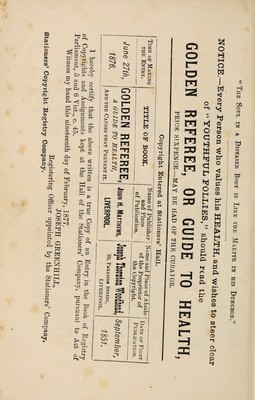 "The Soul in a Diseased Body is like the Martyr in his Dungeon."
NOTICE.—Every Person who values his HEALTH, and wishes to steer clear
of "YOUTHFUL FOLLIES," should read the
GOLDEN REFEREE, OR GUIDE TO HEALTH,
PRICE SIXPENCE.—MAY BE HAD OF THE CURATOR.
Copyright Entered at Stationers' Hall.
Time of Making the Entry.
TITLE OF BOOK.
Name of Publisher and Place of Publication.
Name and Place of Abode of the Proprietor of the Copyright.
Date of First Publication.
June 27th, 1876.
GOLDEN REFEREE,
A GUIDE TO HEALTH,
And the Causes that Prevent it.
John H. Matthews, LIVERPOOL.
Joseph Thornton Woodhead,
29, Paradise Street,
Liverpool.
September, 1851.
I hereby certify that the above written is a true Copy of an Entry in the Book of Registry
of Copyrights and Assignments kept at the Hall of the Stationers' Company, pursuant to Act of
Parliament, 5 and 6 Vict., c. 45.
Witness my hand this nineteenth day of February, 1877.
JOSEPH GREENHILL,
Registering Officer appointed by the Stationers' Company.
Stationers' Copyright Registry Company.